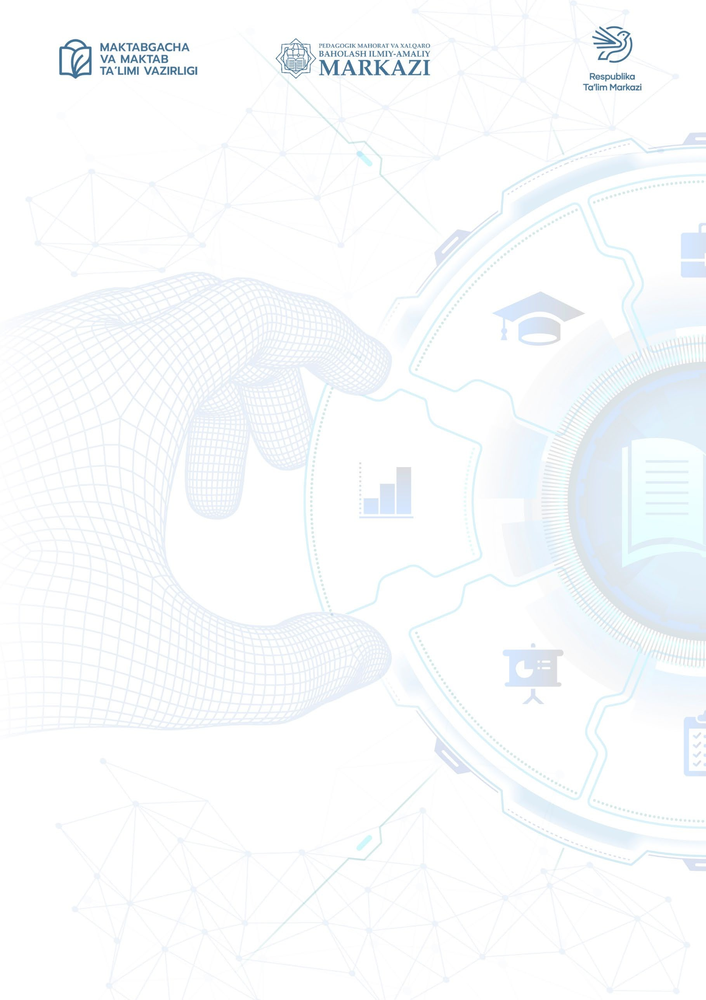 MAKTABGACHA
VA MAKTAB
TA’LIMI VAZIRLIGI
PEDAGOGIK MAHORAT VA XALQARO
BAHOLASH ILMIY-AMALIY
MARKAZI
Respublika
Ta’lim Markazi